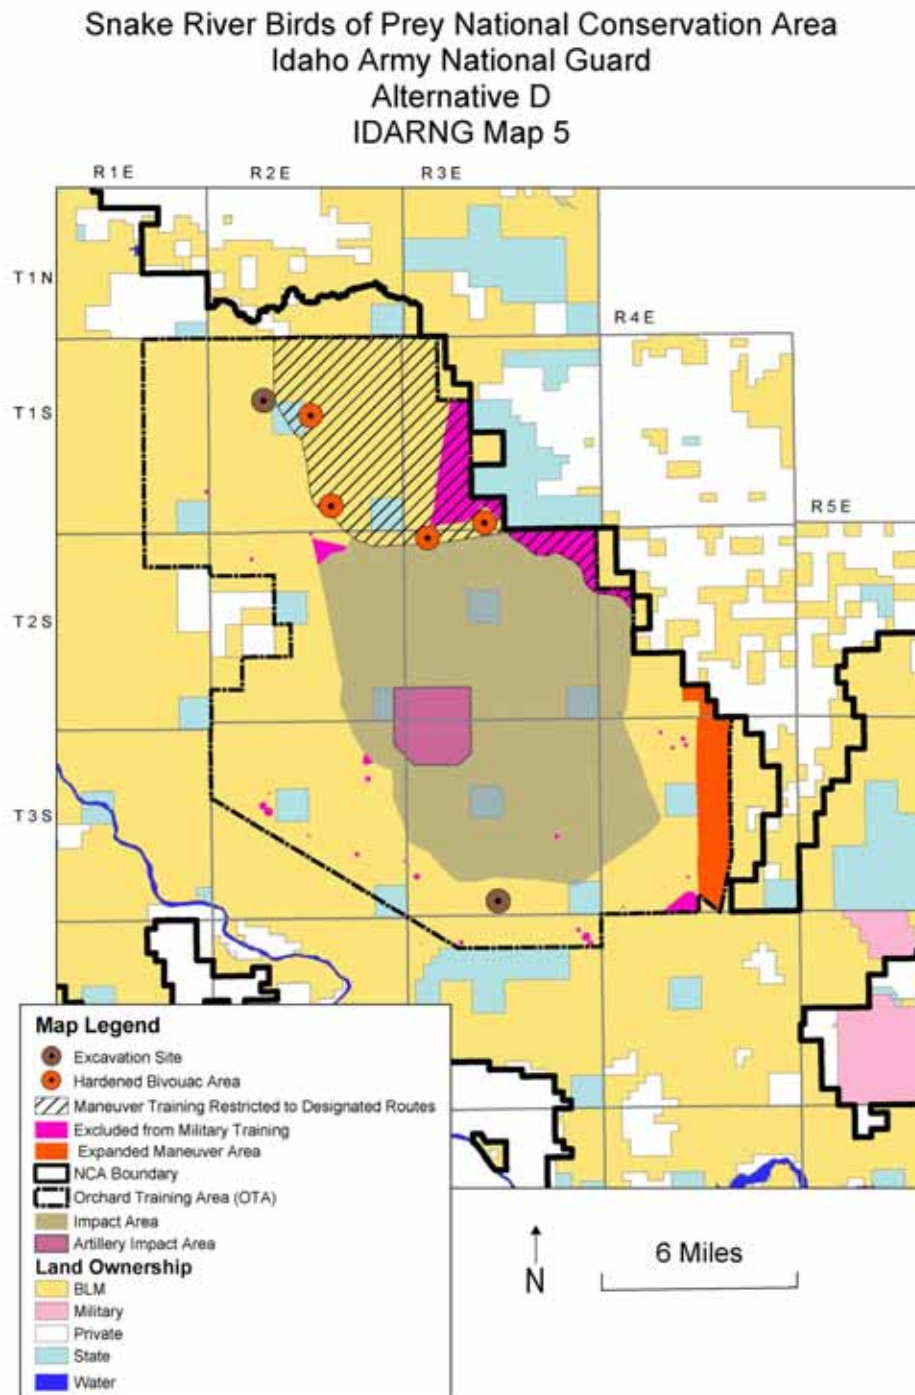 Snake River Birds of Prey National Conservation Area
Idaho Army National Guard
Alternative D
IDARNG Map 5
R1E R2E R3E
T1N
R4E
T1S
R5E
T2S
T3S
Map Legend
Excavation Site
Hardened Bivouac Area
Maneuver Training Restricted to Designated Routes
Excluded from Military Training
Expanded Maneuver Area
NCA Boundary
Orchard Training Area (OTA)
Impact Area
Artillery Impact Area
Land Ownership
BLM
Military
Private
State
Water
N
6 Miles